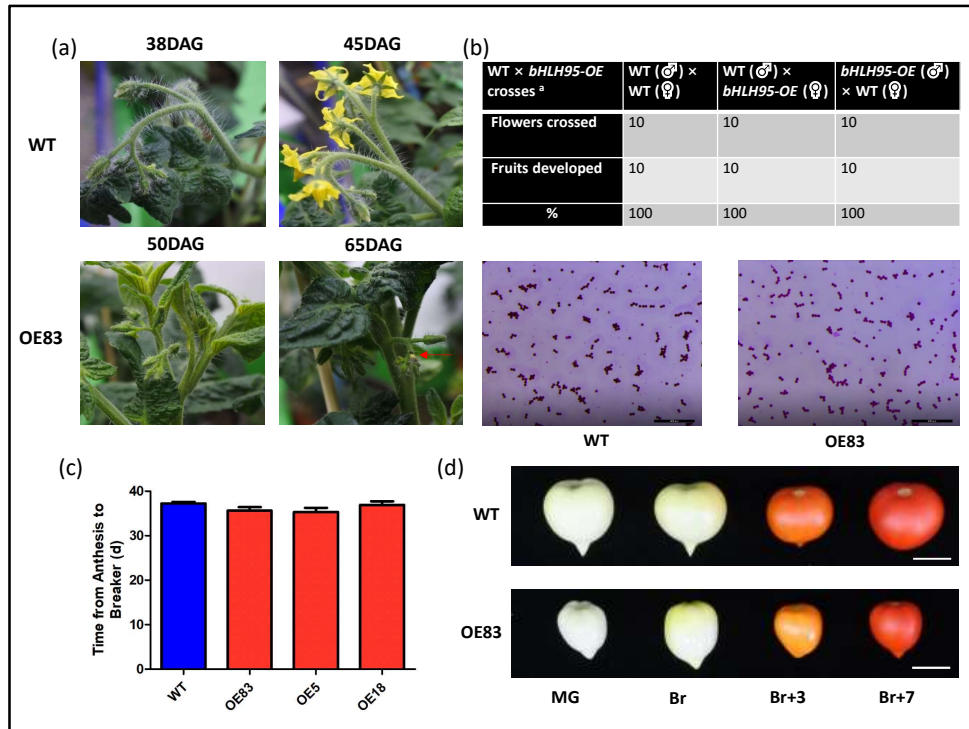 (a)
38DAG
45DAG
WT
50DAG
65DAG
OE83
(b)
WT × bHLH95-OE crosses ª
WT (♂) × WT (♀)
WT (♂) × bHLH95-OE (♀)
bHLH95-OE (♂) × WT (♀)
Flowers crossed
10
10
10
Fruits developed
10
10
10
%
100
100
100
WT
OE83
(c)
Time from Anthesis to
Breaker (d)
40
30
20
10
0
WT
OE83
OE5
OE18
(d)
WT
OE83
MG
Br
Br+3
Br+7